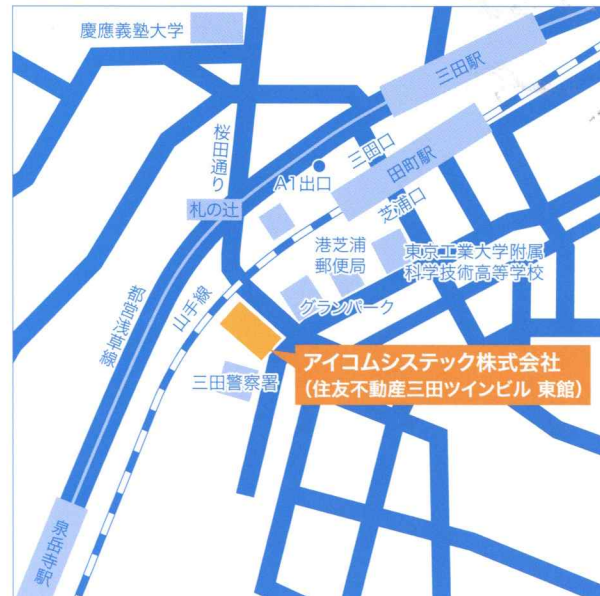 慶應義塾大学
三田駅
桜田通り
三田口
田町駅
A1出口
札の辻
芝浦口
港芝浦
郵便局
東京工業大学附属
科学技術高等学校
グランパーク
山手線
都営浅草線
アイコムシステック株式会社
（住友不動産三田ツインビル 東館）
三田警察署
泉岳寺駅